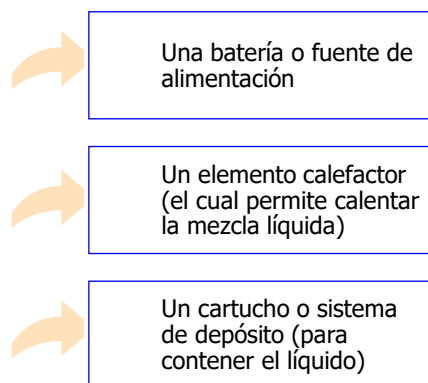 Una batería o fuente de
alimentación
Un elemento calefactor
(el cual permite calentar
la mezcla líquida)
Un cartucho o sistema
de depósito (para
contener el líquido)